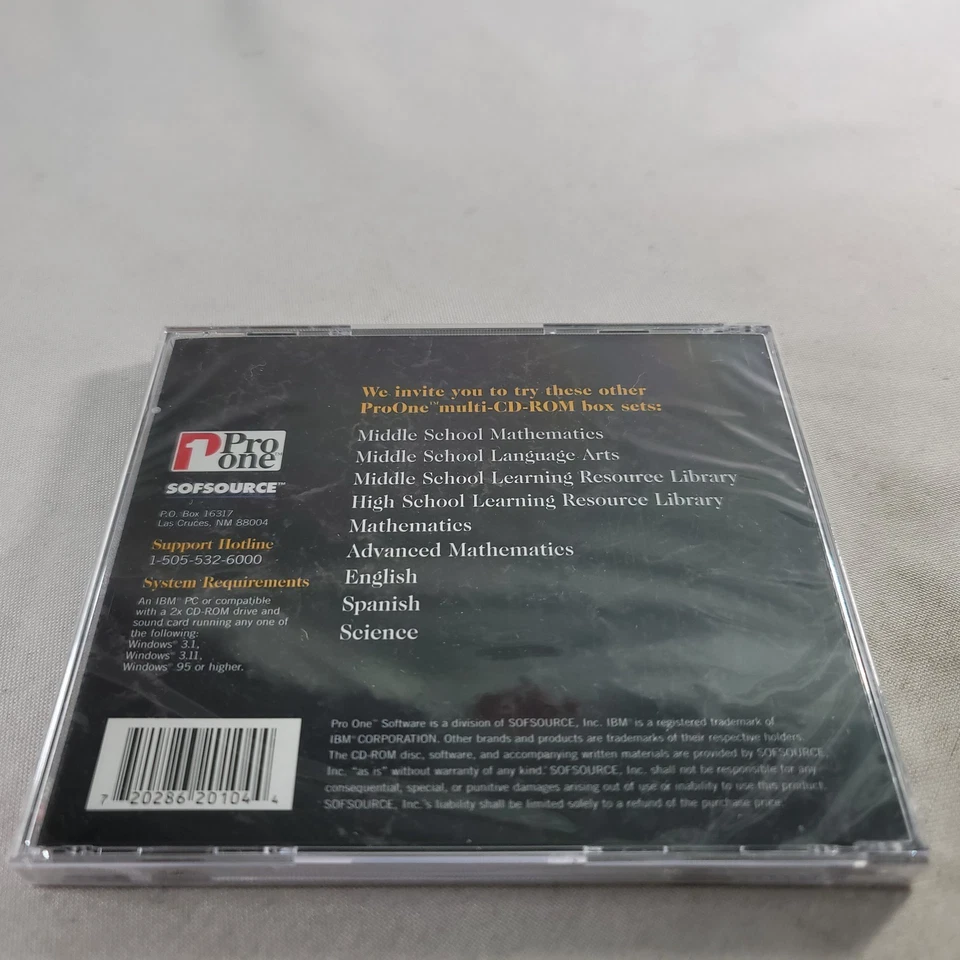 We invite you to try these other
ProOne™ multi-CD-ROM box sets:
Middle School Mathematics
Middle School Language Arts
Middle School Learning Resource Library
High School Learning Resource Library
Mathematics
Advanced Mathematics
English
Spanish
Science
1 Pro
one
SOFSOURCE™
P.O. Box 16317
Las Cruces, NM 88004
Support Hotline
1-505-532-6000
System Requirements
An IBM® PC or compatible
with a 2x CD-ROM drive and
sound card running any one of
the following:
Windows® 3.1,
Windows® 3.11,
Windows® 95 or higher.
7 20286 20104 4
Pro One™ Software is a division of SOFSOURCE, Inc. IBM® is a registered trademark of
IBM® CORPORATION. Other brands and products are trademarks of their respective holders.
The CD-ROM disc, software, and accompanying written materials are provided by SOFSOURCE,
Inc. "as is" without warranty of any kind. SOFSOURCE, Inc. shall not be responsible for any
consequential, special, or punitive damages arising out of use or inability to use this product.
SOFSOURCE, Inc.'s liability shall be limited solely to a refund of the purchase price.